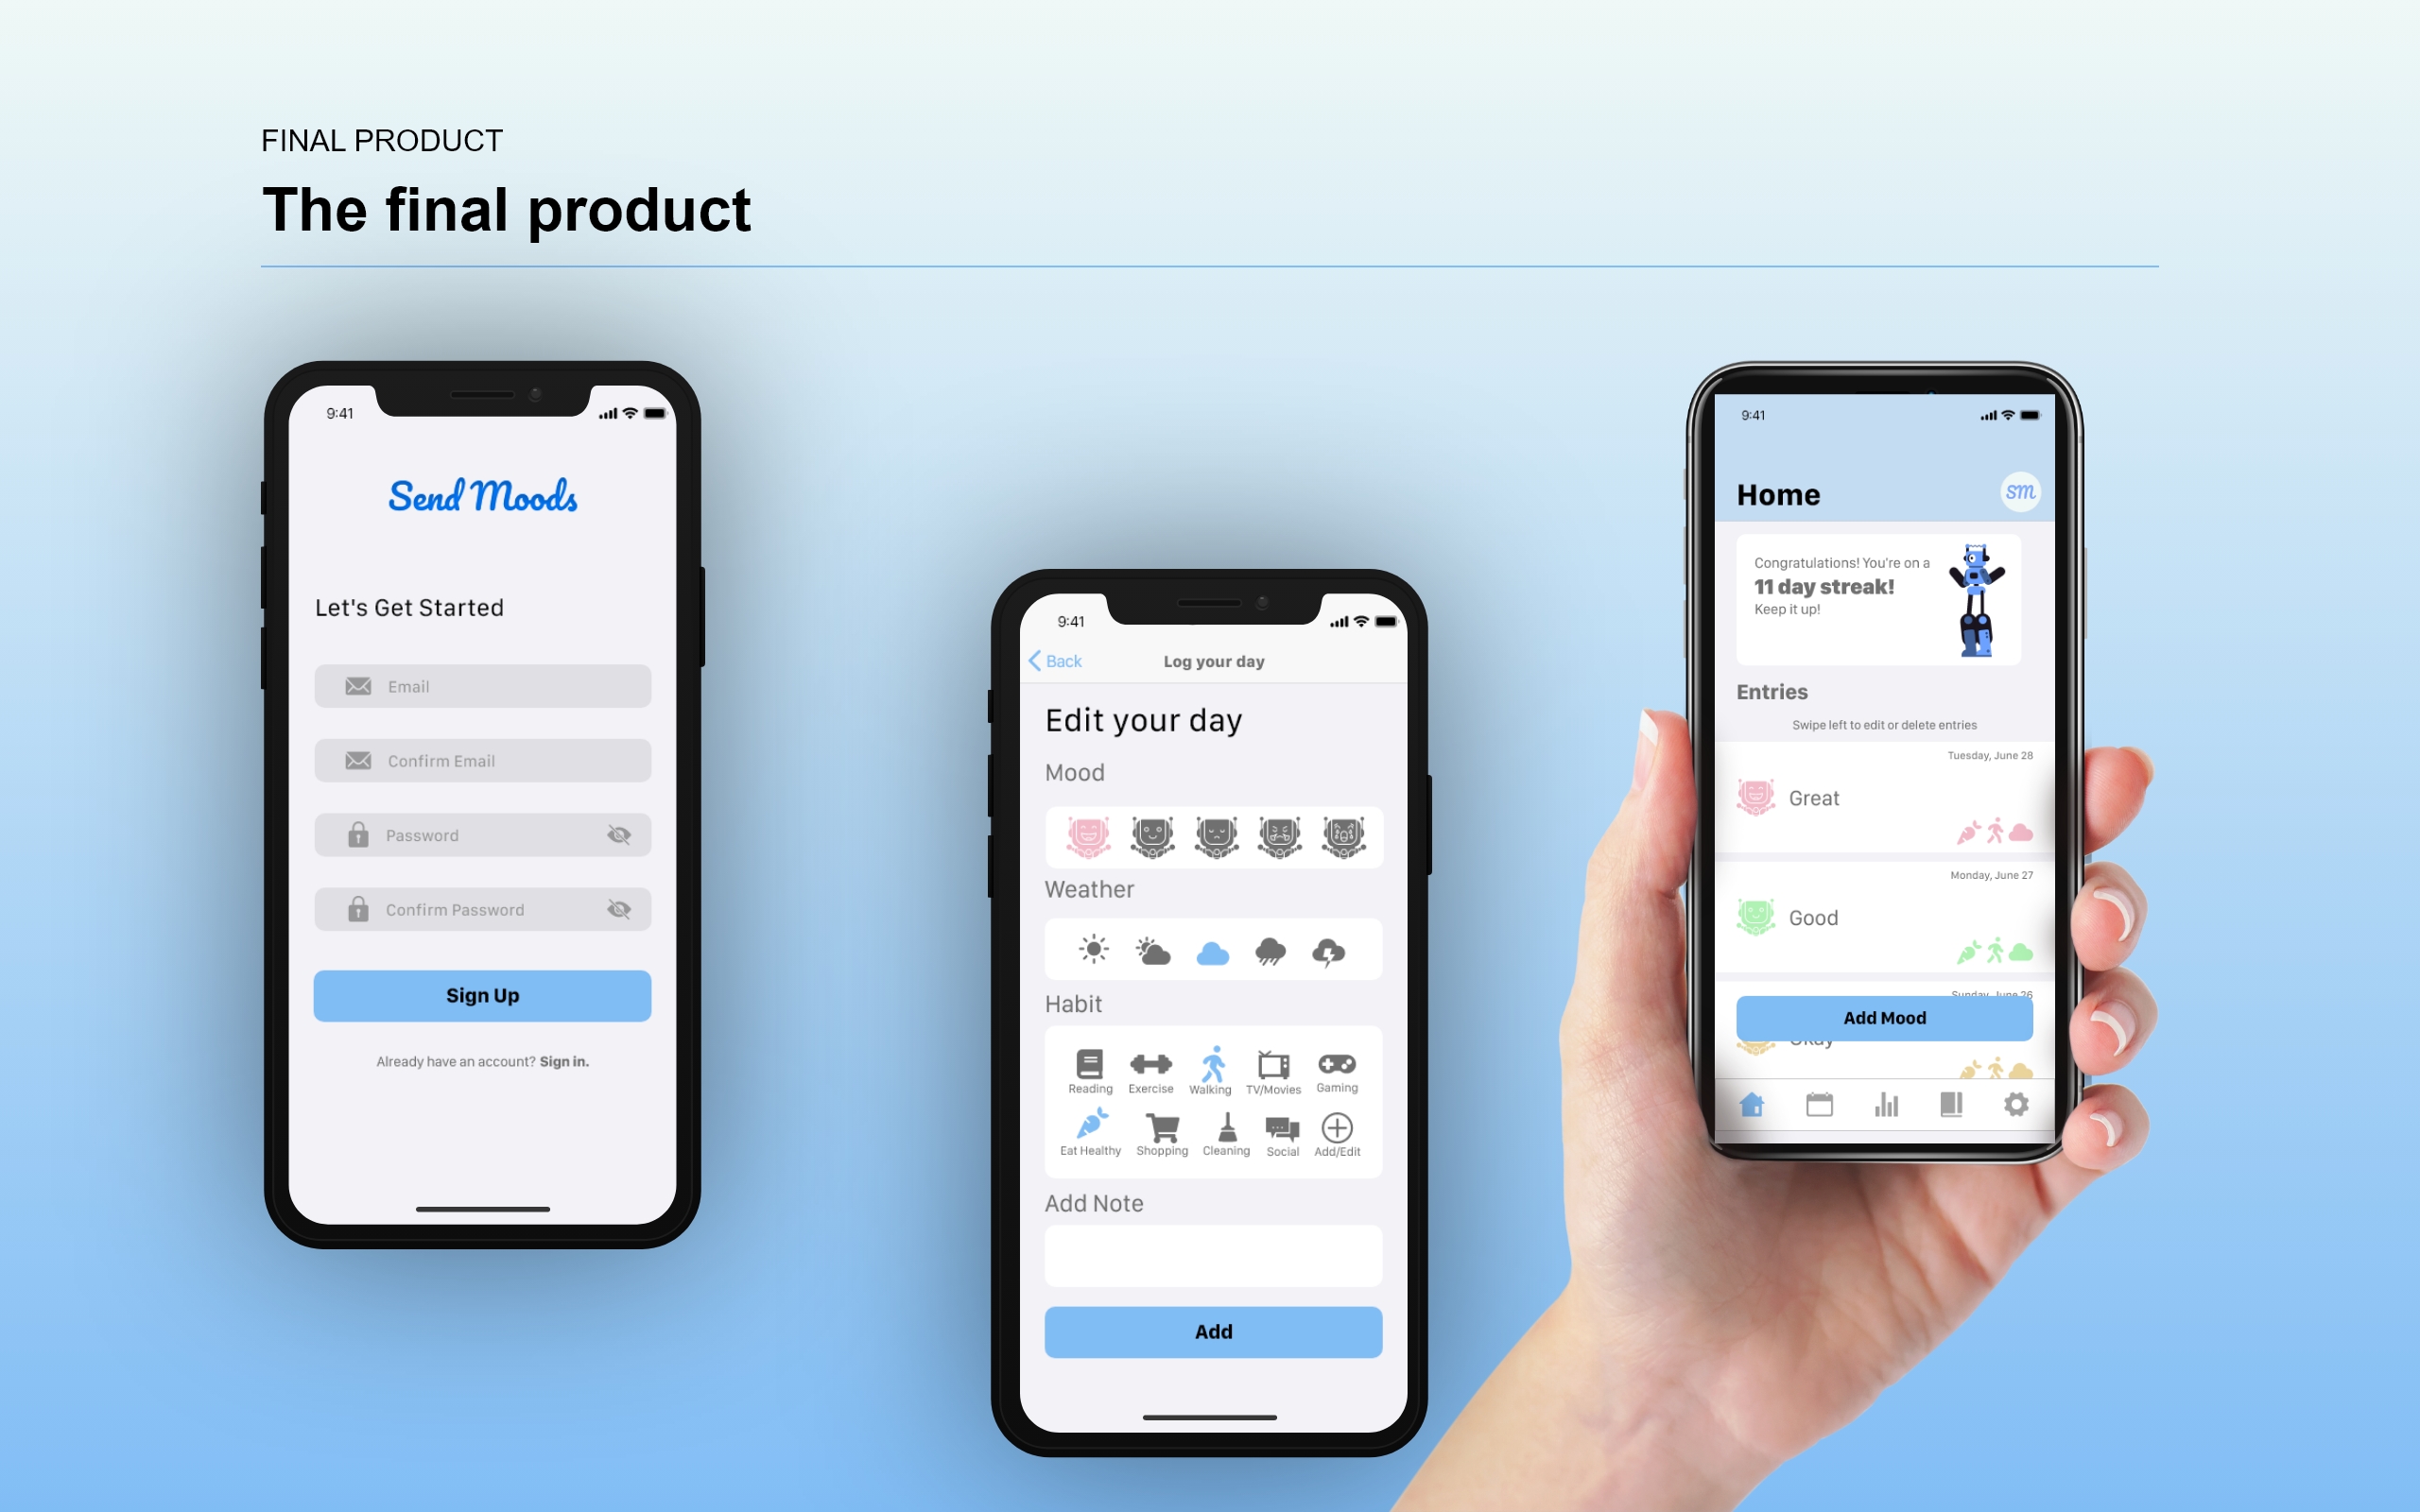 FINAL PRODUCT
The final product
9:41
Send Moods
Let's Get Started
Email
Confirm Email
Password
Confirm Password
Sign Up
Already have an account? Sign in.
9:41
Back
Log your day
Edit your day
Mood
Weather
Habit
Reading Exercise Walking TV/Movies Gaming
Eat Healthy Shopping Cleaning Social Add/Edit
Add Note
Add
9:41
Home
SM
Congratulations! You're on a
11 day streak!
Keep it up!
Entries
Swipe left to edit or delete entries
Tuesday, June 28
Great
Monday, June 27
Good
Sunday, June 26
Add Mood
Okay